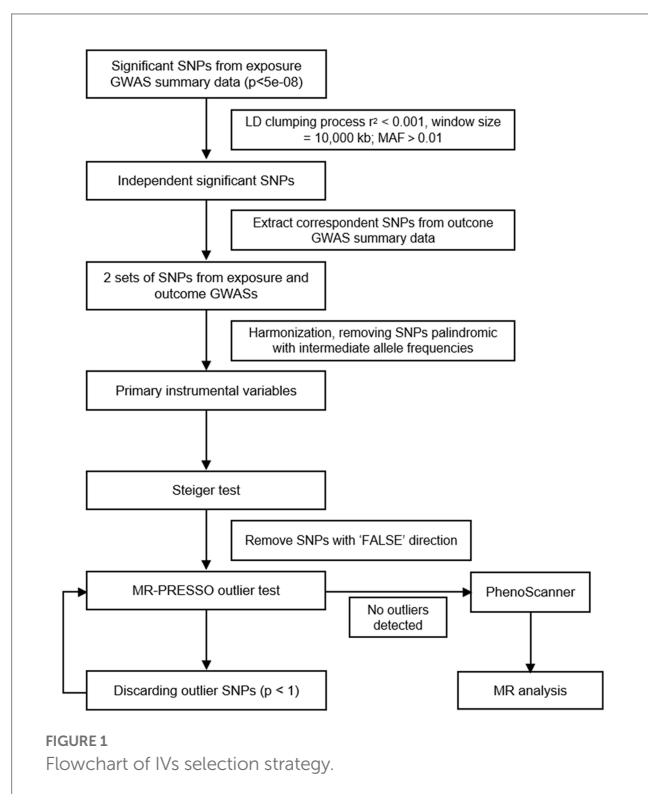 Significant SNPs from exposure
GWAS summary data (p<5e-08)
LD clumping process r² < 0.001, window size
= 10,000 kb; MAF > 0.01
Independent significant SNPs
Extract correspondent SNPs from outcone
GWAS summary data
2 sets of SNPs from exposure and
outcome GWASs
Harmonization, removing SNPs palindromic
with intermediate allele frequencies
Primary instrumental variables
Steiger test
Remove SNPs with ‘FALSE’ direction
MR-PRESSO outlier test
No outliers
detected
PhenoScanner
Discarding outlier SNPs (p < 1)
MR analysis
FIGURE 1
Flowchart of IVs selection strategy.